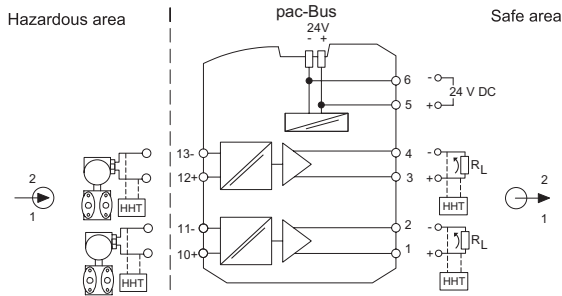 Hazardous area
pac-Bus
Safe area
24V
- +
6
5
-
24 V DC
+
13-
12+
4
3
-
+
RL
HHT
HHT
2
1
2
1
11-
10+
2
1
-
+
RL
HHT
HHT